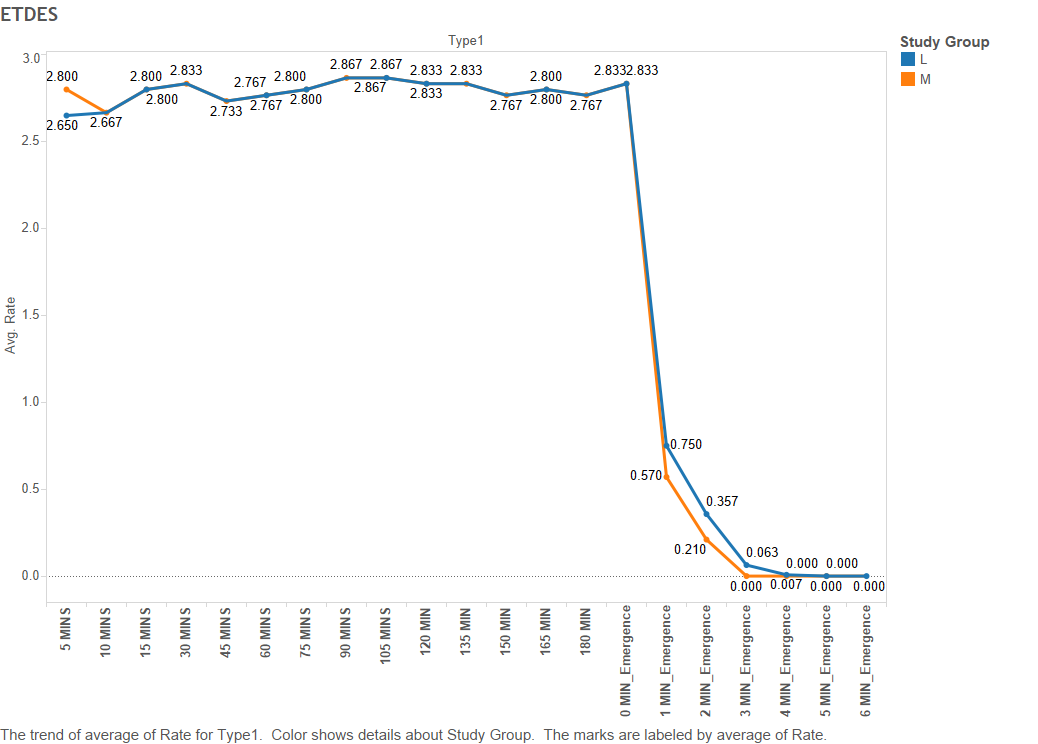 ETDES
Type1
Study Group
L
M
3.0
2.5
2.0
1.5
1.0
0.5
0.0
Avg. Rate
2.800
2.650
2.667
2.800
2.800
2.833
2.733
2.767
2.767
2.800
2.800
2.867
2.867
2.867
2.833
2.833
2.833
2.767
2.800
2.800
2.767
2.833
2.833
0.750
0.570
0.357
0.210
0.063
0.000
0.000
0.007
0.000
0.000
0.000
5 MINS
10 MINS
15 MINS
30 MINS
45 MINS
60 MINS
75 MINS
90 MINS
105 MINS
120 MIN
135 MIN
150 MIN
165 MIN
180 MIN
0 MIN_Emergence
1 MIN_Emergence
2 MIN_Emergence
3 MIN_Emergence
4 MIN_Emergence
5 MIN_Emergence
6 MIN_Emergence
The trend of average of Rate for Type1. Color shows details about Study Group. The marks are labeled by average of Rate.